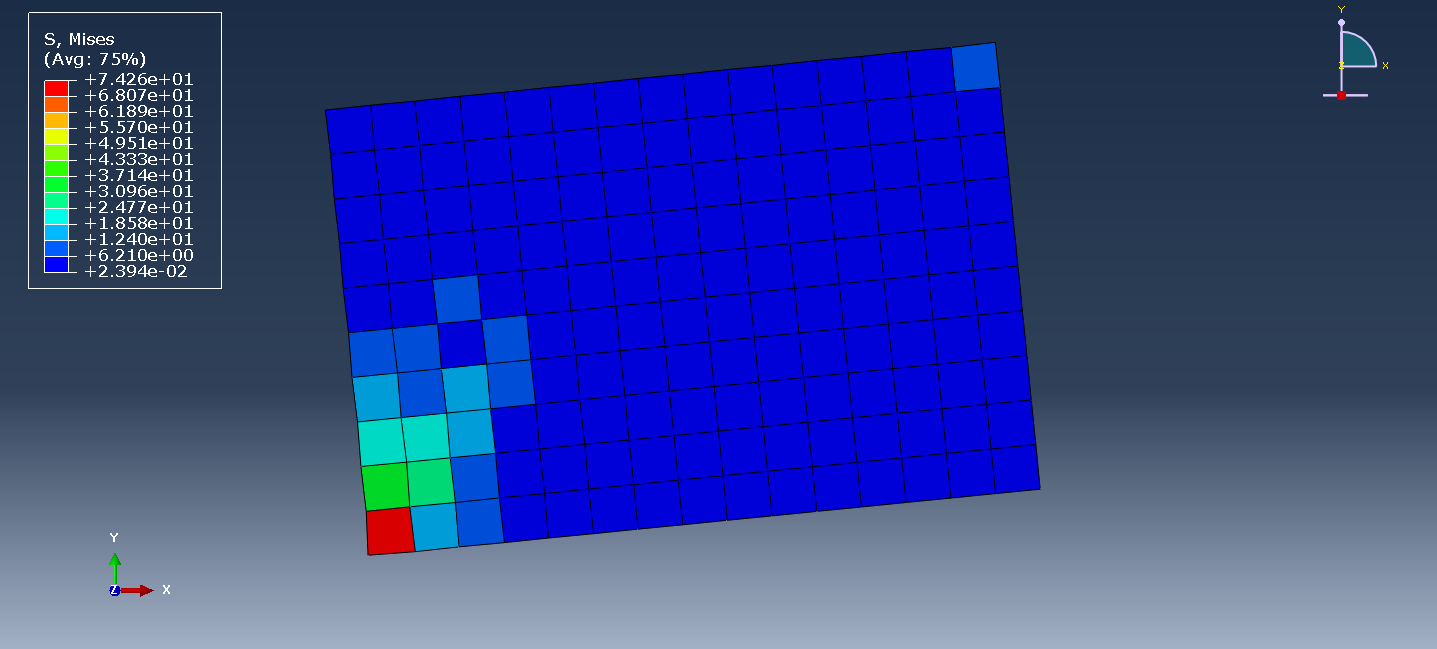 S, Mises
(Avg: 75%)
+7.426e+01
+6.807e+01
+6.189e+01
+5.570e+01
+4.951e+01
+4.333e+01
+3.714e+01
+3.096e+01
+2.477e+01
+1.858e+01
+1.240e+01
+6.210e+00
+2.394e-02
Y
Z
X
Y
Z
X